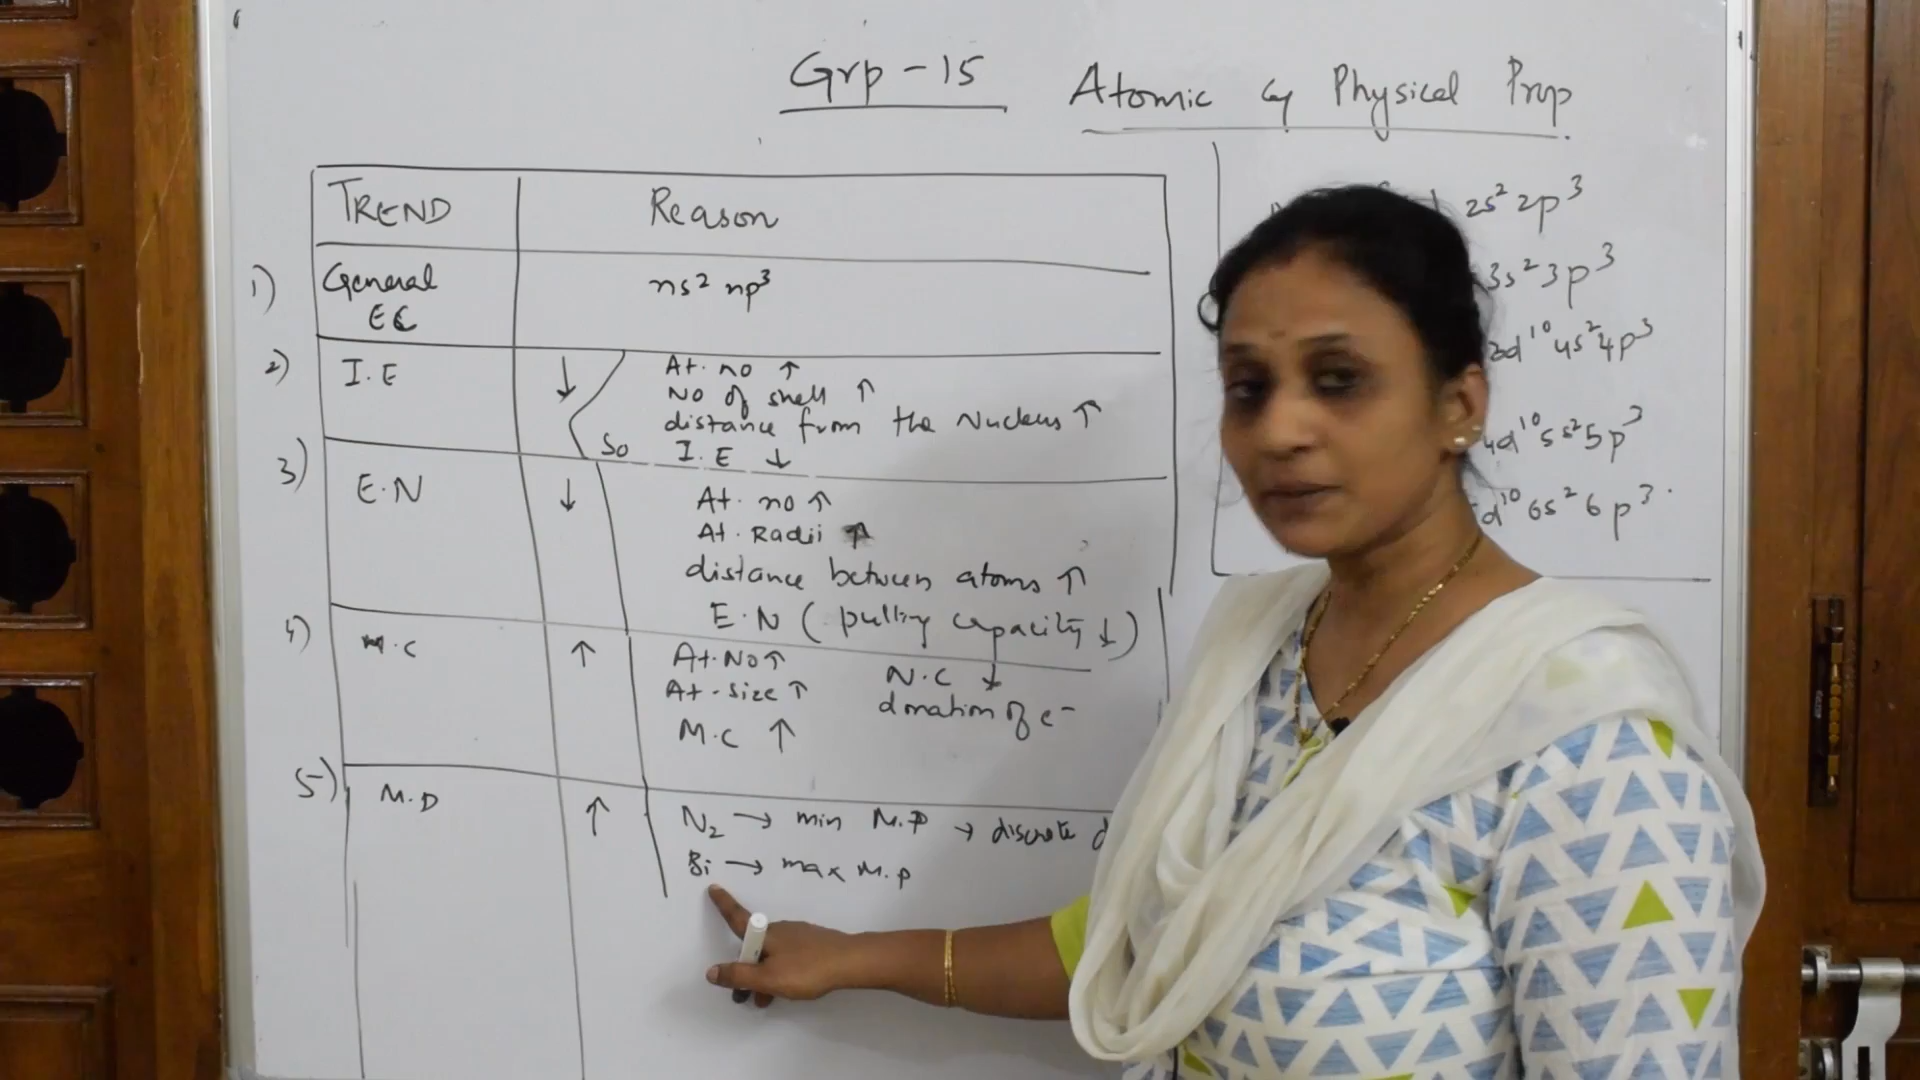 Grp - 15 Atomic & Physical Prop
TREND Reason
1) General EC ns² np³
2) I.E ↓ At. no ↑
No of shell ↑
distance from the Nucleus ↑
So I.E ↓
3) E.N ↓ At. no ↑
At. Radii ↑
distance between atoms ↑
E.N ( pulling capacity ↓ )
4) M.C ↑ At. No ↑ N.C ↓
At - size ↑ donation of e⁻
M.C ↑
5) M.D ↑ N₂ → min M.P → discrete d
Bi → max M.p
2s² 2p³
3s² 3p³
3d¹⁰ 4s² 4p³
4d¹⁰ 5s² 5p³
d¹⁰ 6s² 6p³